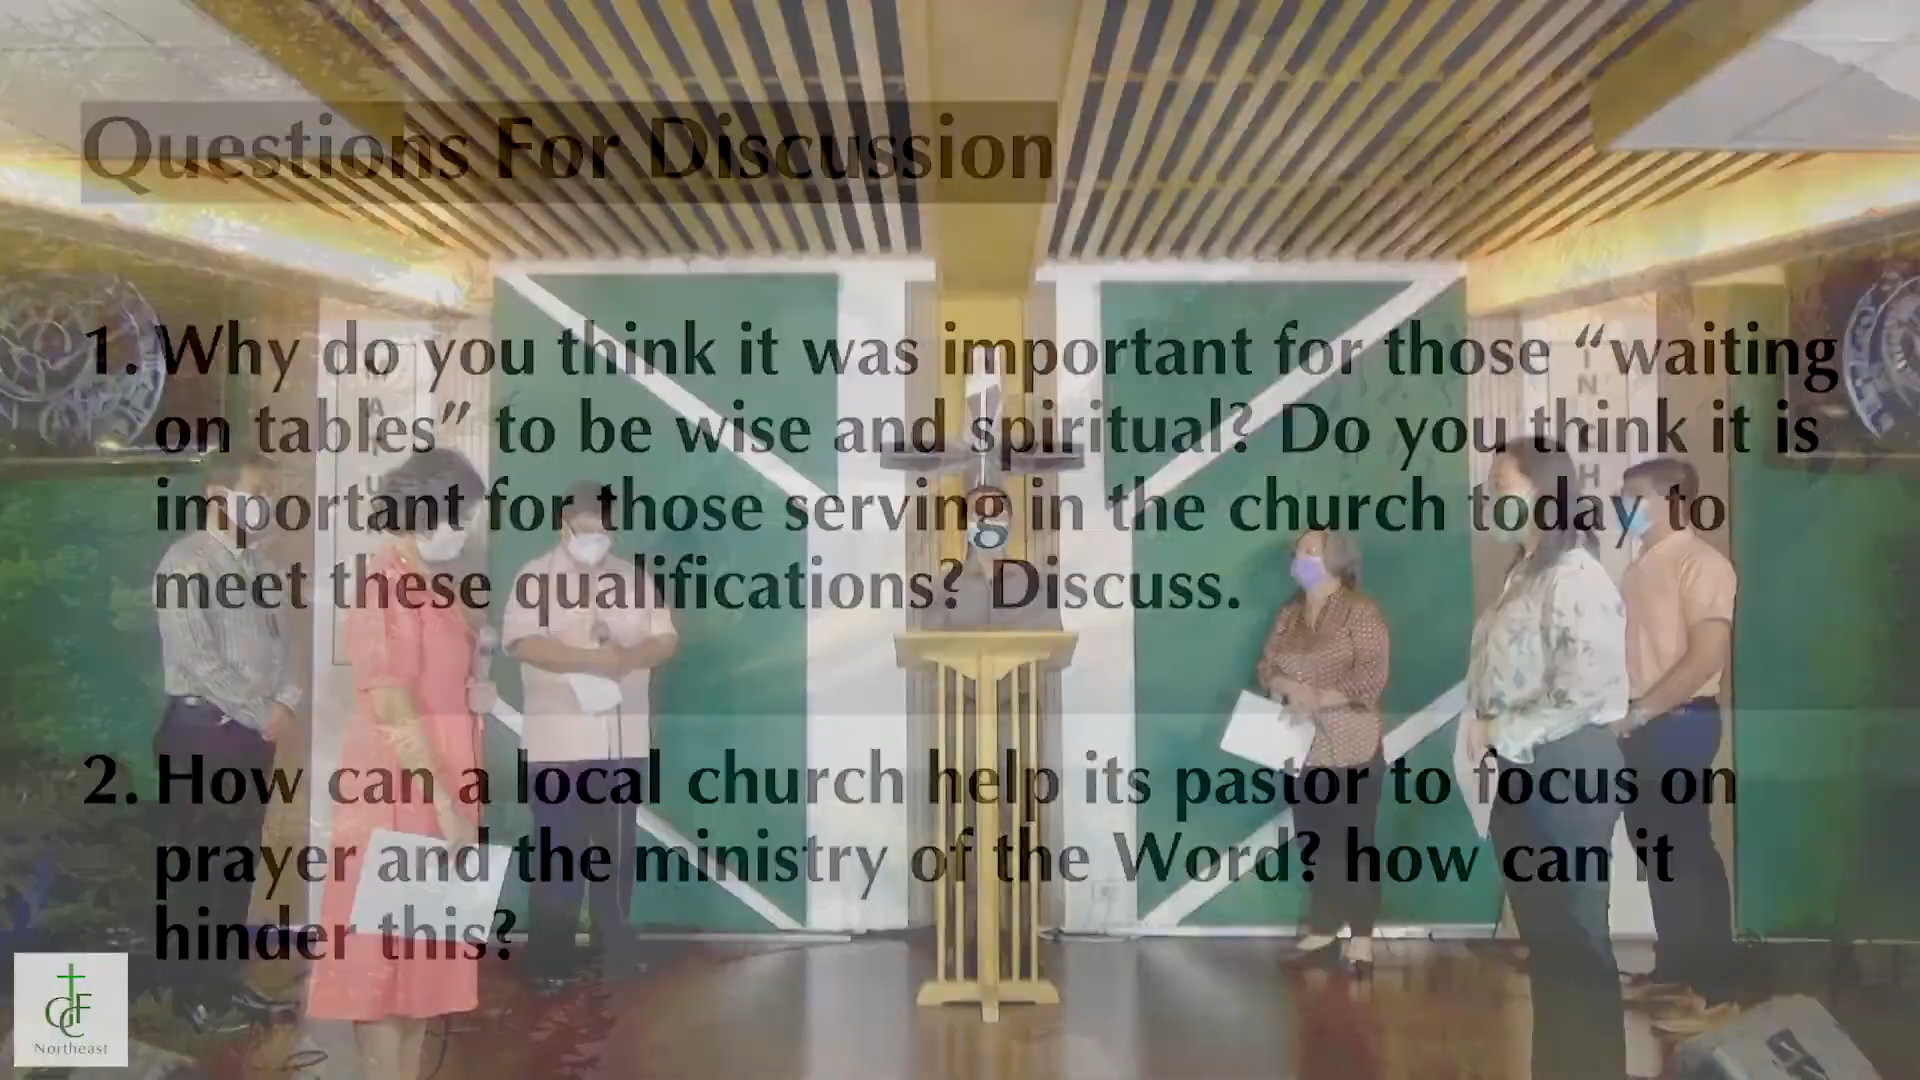 Questions For Discussion
1. Why do you think it was important for those “waiting
on tables” to be wise and spiritual? Do you think it is
important for those serving in the church today to
meet these qualifications? Discuss.
2. How can a local church help its pastor to focus on
prayer and the ministry of the Word? how can it
hinder this?
GCF
Northeast